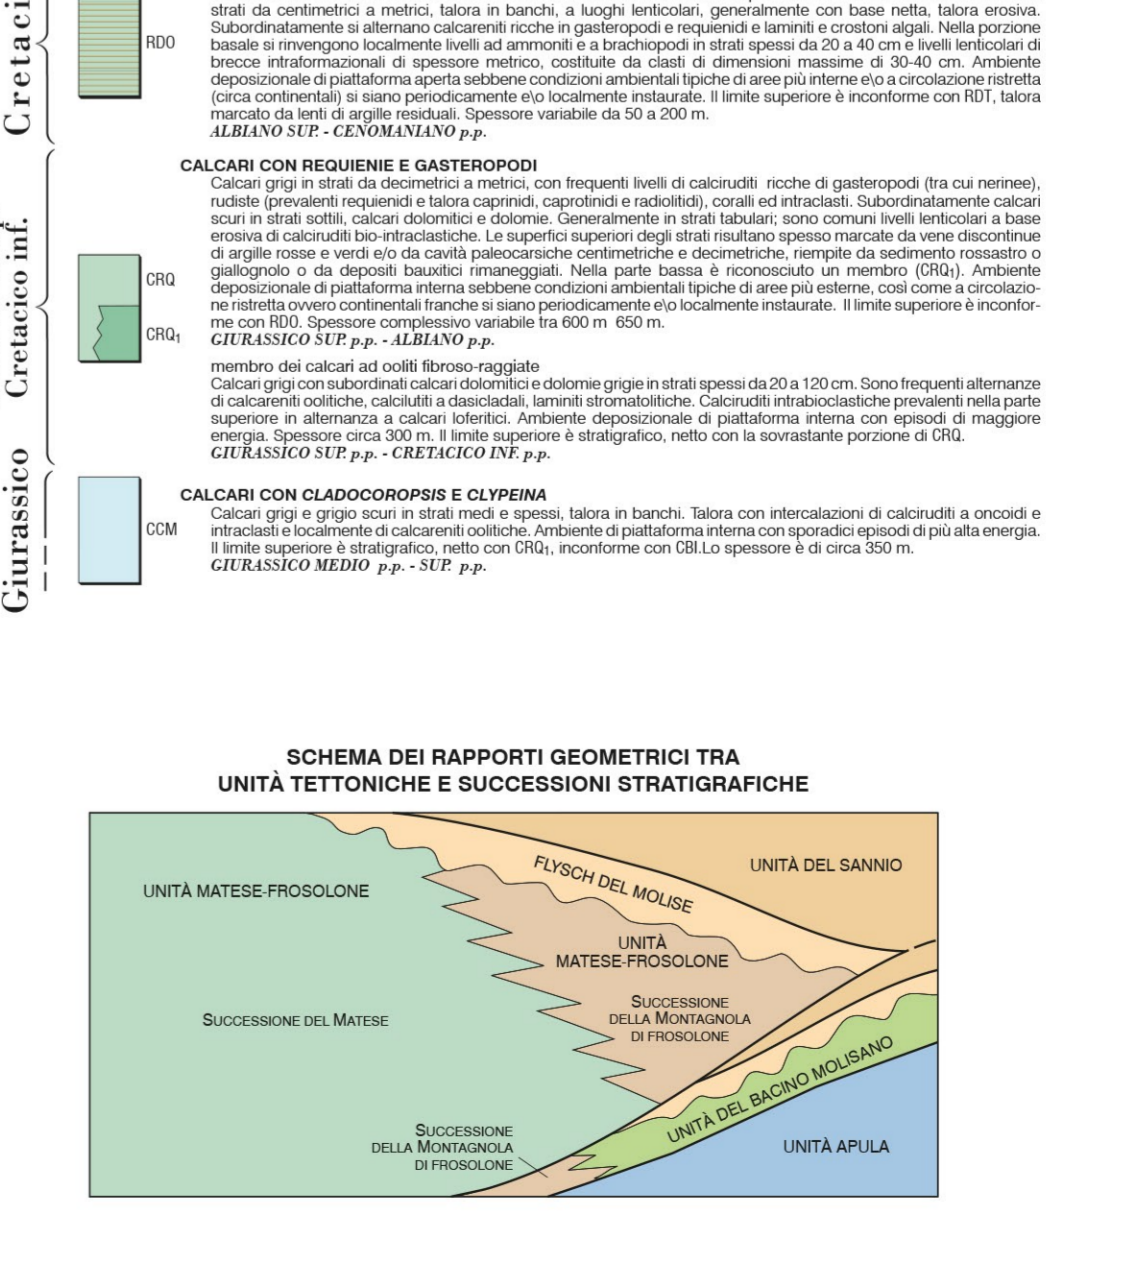 strati da centimetrici a metrici, talora in banchi, a luoghi lenticolari, generalmente con base netta, talora erosiva.
Subordinatamente si alternano calcareniti ricche in gasteropodi e requienidi e laminiti e crostoni algali. Nella porzione
basale si rinvengono localmente livelli ad ammoniti e a brachiopodi in strati spessi da 20 a 40 cm e livelli lenticolari di
brecce intraformazionali di spessore metrico, costituite da clasti di dimensioni massime di 30-40 cm. Ambiente
deposizionale di piattaforma aperta sebbene condizioni ambientali tipiche di aree più interne e\o a circolazione ristretta
(circa continentali) si siano periodicamente e\o localmente instaurate. Il limite superiore è inconforme con RDT, talora
marcato da lenti di argille residuali. Spessore variabile da 50 a 200 m.
ALBIANO SUP. - CENOMANIANO p.p.
RDO
Cretaci
CALCARI CON REQUIENIE E GASTEROPODI
Calcari grigi in strati da decimetrici a metrici, con frequenti livelli di calciruditi ricche di gasteropodi (tra cui nerinee),
rudiste (prevalenti requienidi e talora caprinidi, caprotinidi e radiolitidi), coralli ed intraclasti. Subordinatamente calcari
scuri in strati sottili, calcari dolomitici e dolomie. Generalmente in strati tabulari; sono comuni livelli lenticolari a base
erosiva di calciruditi bio-intraclastiche. Le superfici superiori degli strati risultano spesso marcate da vene discontinue
di argille rosse e verdi e/o da cavità paleocarsiche centimetriche e decimetriche, riempite da sedimento rossastro o
giallognolo o da depositi bauxitici rimaneggiati. Nella parte bassa è riconosciuto un membro (CRQ1). Ambiente
deposizionale di piattaforma interna sebbene condizioni ambientali tipiche di aree più esterne, così come a circolazio-
ne ristretta ovvero continentali franche si siano periodicamente e\o localmente instaurate. Il limite superiore è inconfor-
me con RDO. Spessore complessivo variabile tra 600 m 650 m.
GIURASSICO SUP. p.p. - ALBIANO p.p.
CRQ
CRQ1
Cretacico inf.
membro dei calcari ad ooliti fibroso-raggiate
Calcari grigi con subordinati calcari dolomitici e dolomie grigie in strati spessi da 20 a 120 cm. Sono frequenti alternanze
di calcareniti oolitiche, calcilutiti a dasicladali, laminiti stromatolitiche. Calciruditi intrabioclastiche prevalenti nella parte
superiore in alternanza a calcari loferitici. Ambiente deposizionale di piattaforma interna con episodi di maggiore
energia. Spessore circa 300 m. Il limite superiore è stratigrafico, netto con la sovrastante porzione di CRQ.
GIURASSICO SUP. p.p. - CRETACICO INF. p.p.
CALCARI CON CLADOCOROPSIS E CLYPEINA
Calcari grigi e grigio scuri in strati medi e spessi, talora in banchi. Talora con intercalazioni di calciruditi a oncoidi e
intraclasti e localmente di calcareniti oolitiche. Ambiente di piattaforma interna con sporadici episodi di più alta energia.
Il limite superiore è stratigrafico, netto con CRQ1, inconforme con CBI.Lo spessore è di circa 350 m.
GIURASSICO MEDIO p.p. - SUP. p.p.
CCM
Giurassico
SCHEMA DEI RAPPORTI GEOMETRICI TRA
UNITÀ TETTONICHE E SUCCESSIONI STRATIGRAFICHE
UNITÀ MATESE-FROSOLONE
FLYSCH DEL MOLISE
UNITÀ DEL SANNIO
UNITÀ
MATESE-FROSOLONE
SUCCESSIONE DEL MATESE
SUCCESSIONE
DELLA MONTAGNOLA
DI FROSOLONE
UNITÀ DEL BACINO MOLISANO
SUCCESSIONE
DELLA MONTAGNOLA
DI FROSOLONE
UNITÀ APULA